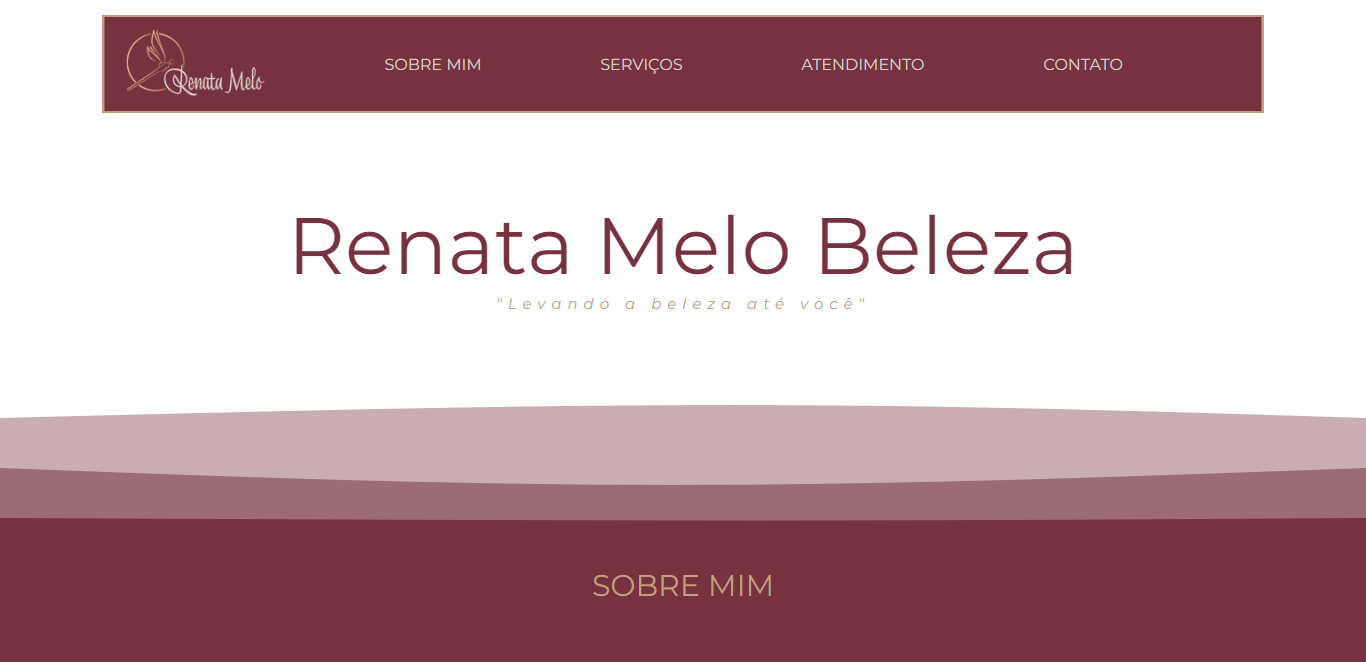 Renata Melo
SOBRE MIM SERVIÇOS ATENDIMENTO CONTATO
Renata Melo Beleza
"Levando a beleza até você"
SOBRE MIM